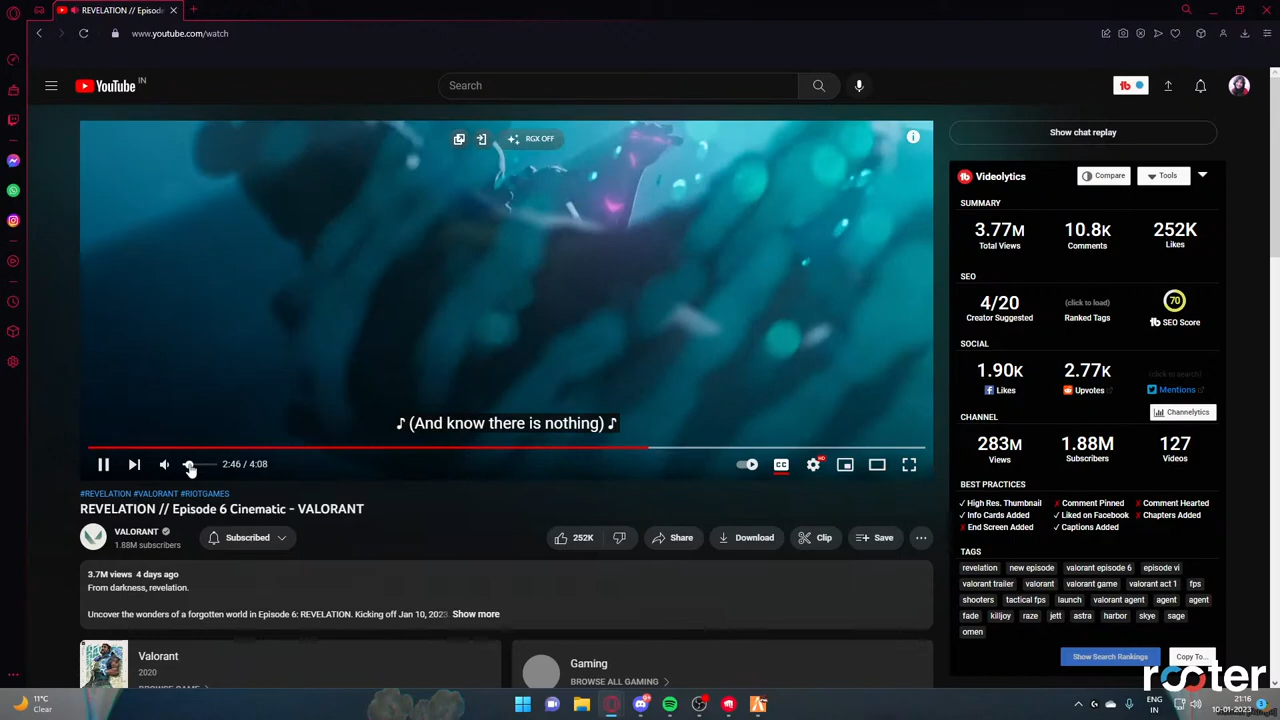 REVELATION // Episode
www.youtube.com/watch
YouTube IN
Search
RGX OFF
♪ (And know there is nothing) ♪
2:46 / 4:08
CC
HD
#REVELATION #VALORANT #RIOTGAMES
REVELATION // Episode 6 Cinematic - VALORANT
VALORANT
1.88M subscribers
Subscribed
252K
Share
Download
Clip
Save
3.7M views 4 days ago
From darkness, revelation.
Uncover the wonders of a forgotten world in Episode 6: REVELATION. Kicking off Jan 10, 2023 Show more
Valorant
2020
BROWSE GAME
Gaming
BROWSE ALL GAMING
Show chat replay
tb Videolytics
Compare
Tools
SUMMARY
3.77M 10.8K 252K
Total Views Comments Likes
SEO
4/20 (click to load) 70
Creator Suggested Ranked Tags tb SEO Score
SOCIAL
1.90K 2.77K (click to search)
Likes Upvotes Mentions
CHANNEL
Channelytics
283M 1.88M 127
Views Subscribers Videos
BEST PRACTICES
✓ High Res. Thumbnail ✗ Comment Pinned ✗ Comment Hearted
✓ Info Cards Added ✓ Liked on Facebook ✗ Chapters Added
✗ End Screen Added ✓ Captions Added
TAGS
revelation new episode valorant episode 6 episode vi
valorant trailer valorant valorant game valorant act 1 fps
shooters tactical fps launch valorant agent agent agent
fade killjoy raze jett astra harbor skye sage
omen
Show Search Rankings
Copy To...
rooter
11°C
Clear
ENG
IN
21:16
10-01-2023